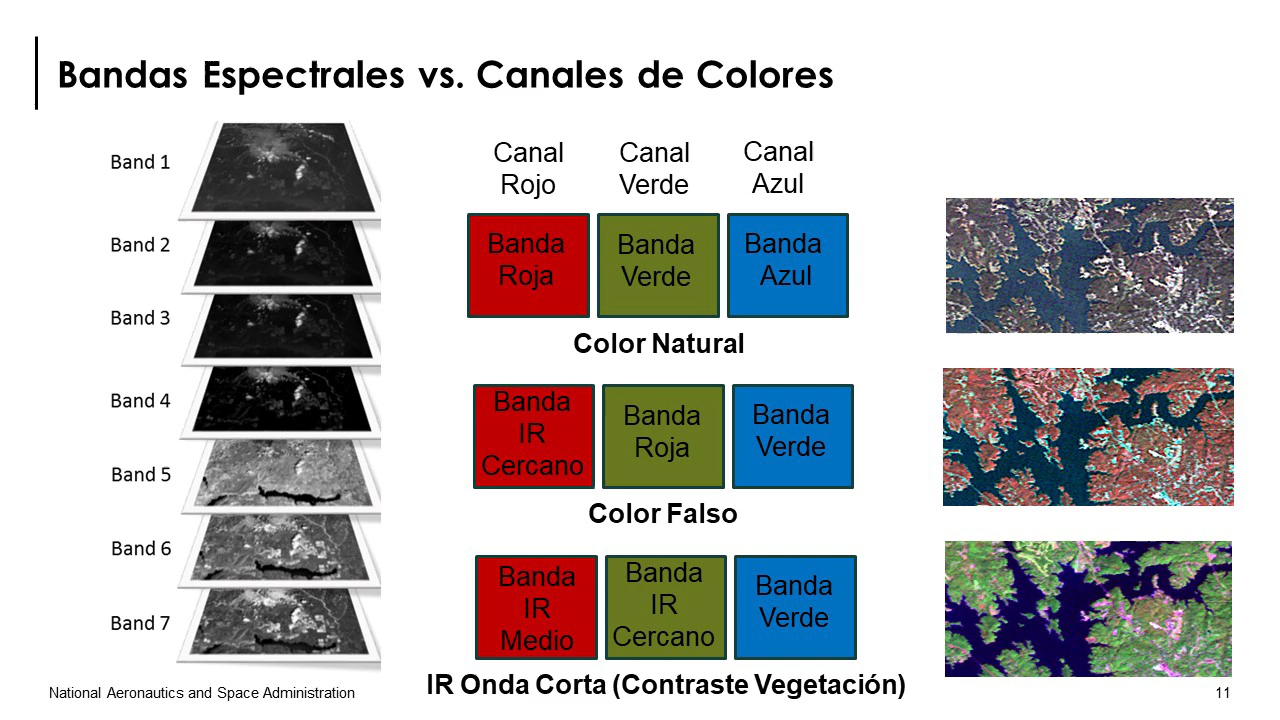 Bandas Espectrales vs. Canales de Colores
Band 1
Band 2
Band 3
Band 4
Band 5
Band 6
Band 7
Canal
Rojo
Canal
Verde
Canal
Azul
Banda
Roja
Banda
Verde
Banda
Azul
Color Natural
Banda
IR
Cercano
Banda
Roja
Banda
Verde
Color Falso
Banda
IR
Medio
Banda
IR
Cercano
Banda
Verde
IR Onda Corta (Contraste Vegetación)
National Aeronautics and Space Administration
11